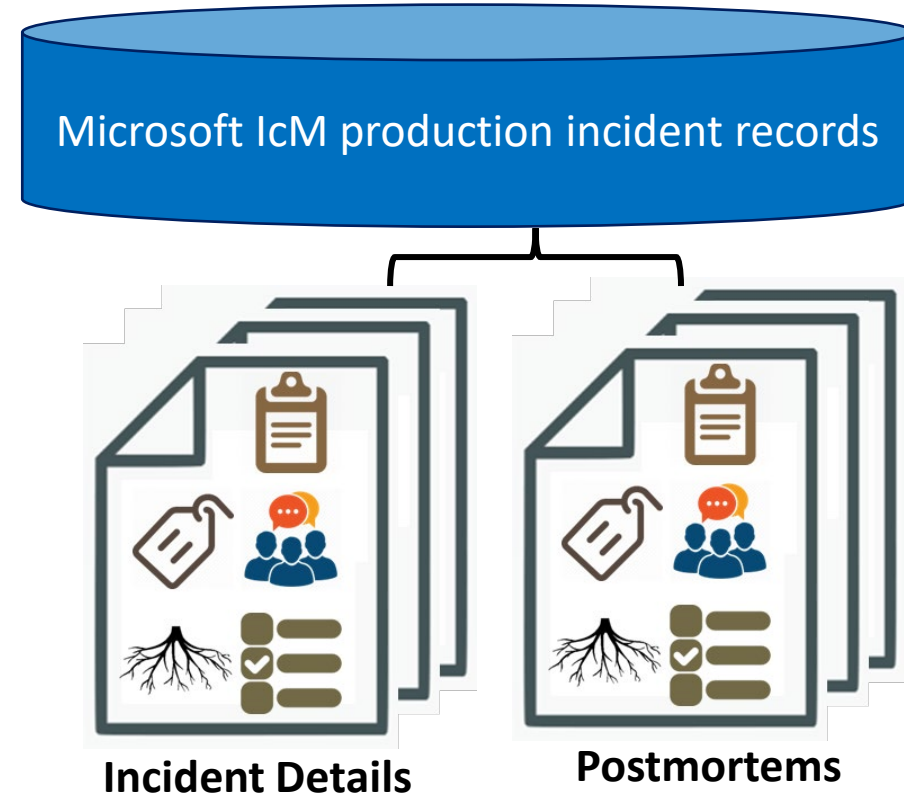 Microsoft IcM production incident records
Incident Details
Postmortems